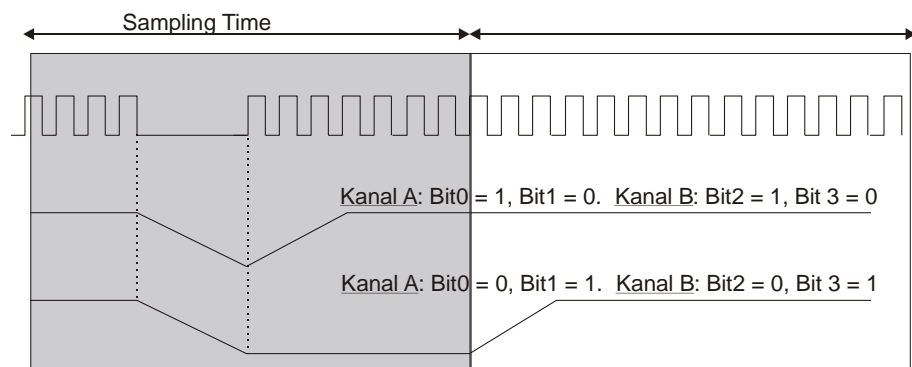 Sampling Time
Kanal A: Bit0 = 1, Bit1 = 0. Kanal B: Bit2 = 1, Bit 3 = 0
Kanal A: Bit0 = 0, Bit1 = 1. Kanal B: Bit2 = 0, Bit 3 = 1